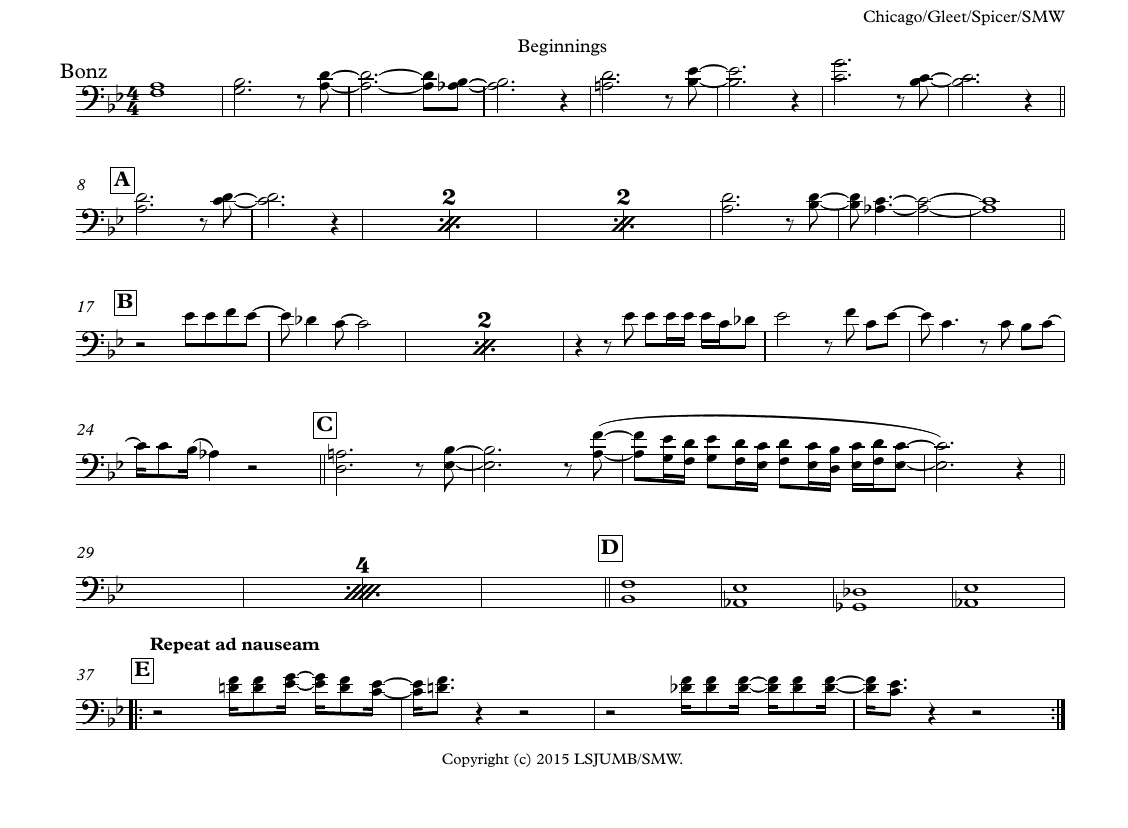 Chicago/Gleet/Spicer/SMW
Beginnings
Bonz
4
4
8
A
2
2
17
B
2
24
C
29
4
D
Repeat ad nauseam
37
E
Copyright (c) 2015 LSJUMB/SMW.